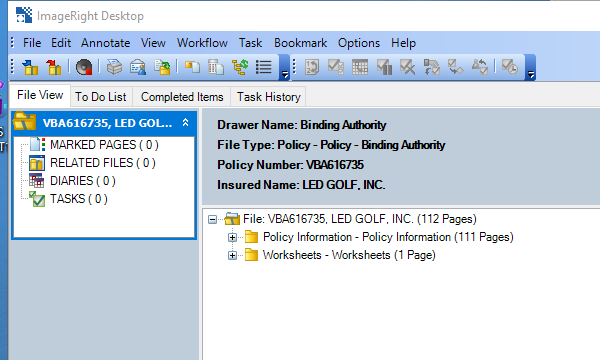 ImageRight Desktop
File Edit Annotate View Workflow Task Bookmark Options Help
File View To Do List Completed Items Task History
VBA616735, LED GOL...
MARKED PAGES ( 0 )
RELATED FILES ( 0 )
DIARIES ( 0 )
TASKS ( 0 )
Drawer Name: Binding Authority
File Type: Policy - Policy - Binding Authority
Policy Number: VBA616735
Insured Name: LED GOLF, INC.
File: VBA616735, LED GOLF, INC. (112 Pages)
Policy Information - Policy Information (111 Pages)
Worksheets - Worksheets (1 Page)